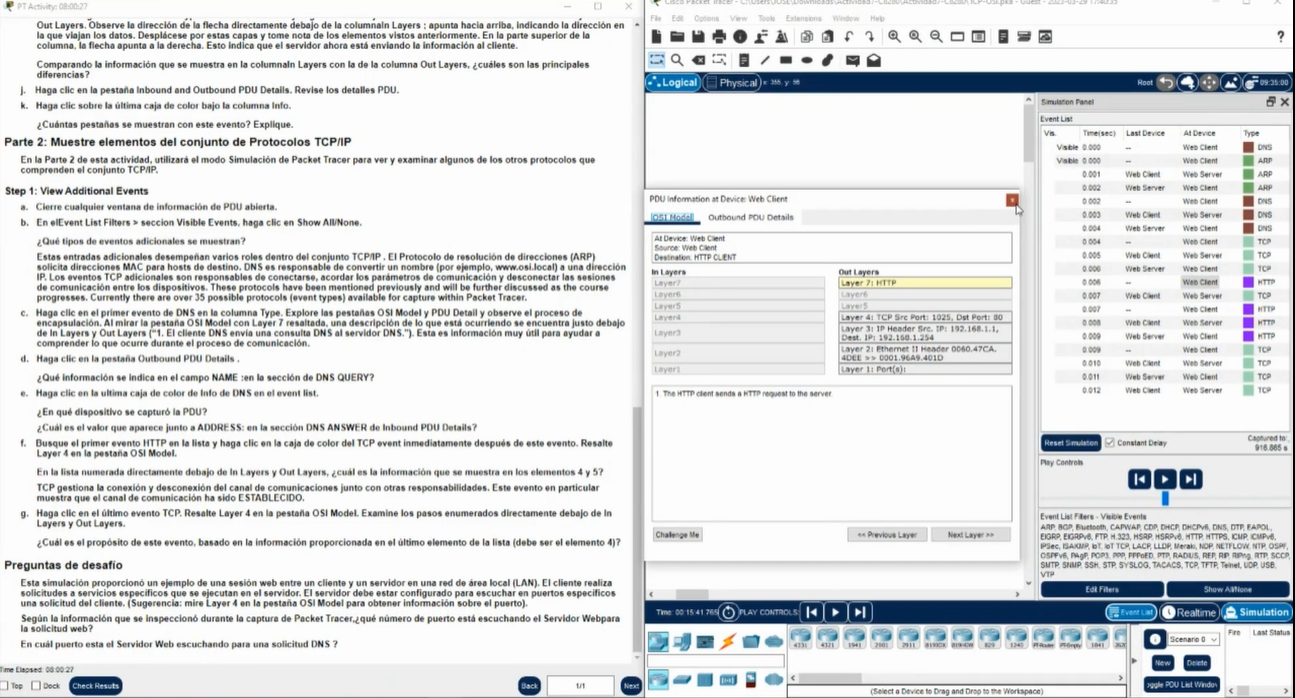 PT Activity: 08:00:27
Out Layers. Observe la dirección de la flecha directamente debajo de la columnaIn Layers : apunta hacia arriba, indicando la dirección en
la que viajan los datos. Desplácese por estas capas y tome nota de los elementos vistos anteriormente. En la parte superior de la
columna, la flecha apunta a la derecha. Esto indica que el servidor ahora está enviando la información al cliente.
Comparando la información que se muestra en la columnaIn Layers con la de la columna Out Layers, ¿cuáles son las principales
diferencias?
j. Haga clic en la pestaña Inbound and Outbound PDU Details. Revise los detalles PDU.
k. Haga clic sobre la última caja de color bajo la columna Info.
¿Cuántas pestañas se muestran con este evento? Explique.
Parte 2: Muestre elementos del conjunto de Protocolos TCP/IP
En la Parte 2 de esta actividad, utilizará el modo Simulación de Packet Tracer para ver y examinar algunos de los otros protocolos que
comprenden el conjunto TCP/IP.
Step 1: View Additional Events
a. Cierre cualquier ventana de información de PDU abierta.
b. En elEvent List Filters > seccion Visible Events, haga clic en Show All/None.
¿Qué tipos de eventos adicionales se muestran?
Estas entradas adicionales desempeñan varios roles dentro del conjunto TCP/IP . El Protocolo de resolución de direcciones (ARP)
solicita direcciones MAC para hosts de destino. DNS es responsable de convertir un nombre (por ejemplo, www.osi.local) a una dirección
IP. Los eventos TCP adicionales son responsables de conectarse, acordar los parámetros de comunicación y desconectar las sesiones
de comunicación entre los dispositivos. These protocols have been mentioned previously and will be further discussed as the course
progresses. Currently there are over 35 possible protocols (event types) available for capture within Packet Tracer.
c. Haga clic en el primer evento de DNS en la columna Type. Explore las pestañas OSI Model y PDU Detail y observe el proceso de
encapsulación. Al mirar la pestaña OSI Model con Layer 7 resaltada, una descripción de lo que está ocurriendo se encuentra justo debajo
de In Layers y Out Layers ("1. El cliente DNS envía una consulta DNS al servidor DNS."). Esta es información muy útil para ayudar a
comprender lo que ocurre durante el proceso de comunicación.
d. Haga clic en la pestaña Outbound PDU Details .
¿Qué información se indica en el campo NAME :en la sección de DNS QUERY?
e. Haga clic en la ultima caja de color de Info de DNS en el event list.
¿En qué dispositivo se capturó la PDU?
¿Cuál es el valor que aparece junto a ADDRESS: en la sección DNS ANSWER de Inbound PDU Details?
f. Busque el primer evento HTTP en la lista y haga clic en la caja de color del TCP event inmediatamente después de este evento. Resalte
Layer 4 en la pestaña OSI Model.
En la lista numerada directamente debajo de In Layers y Out Layers, ¿cuál es la información que se muestra en los elementos 4 y 5?
TCP gestiona la conexión y desconexión del canal de comunicaciones junto con otras responsabilidades. Este evento en particular
muestra que el canal de comunicación ha sido ESTABLECIDO.
g. Haga clic en el último evento TCP. Resalte Layer 4 en la pestaña OSI Model. Examine los pasos enumerados directamente debajo de In
Layers y Out Layers.
¿Cuál es el propósito de este evento, basado en la información proporcionada en el último elemento de la lista (debe ser el elemento 4)?
Preguntas de desafío
Esta simulación proporcionó un ejemplo de una sesión web entre un cliente y un servidor en una red de área local (LAN). El cliente realiza
solicitudes a servicios específicos que se ejecutan en el servidor. El servidor debe estar configurado para escuchar en puertos específicos
una solicitud del cliente. (Sugerencia: mire Layer 4 en la pestaña OSI Model para obtener información sobre el puerto).
Según la información que se inspeccionó durante la captura de Packet Tracer,¿qué número de puerto está escuchando el Servidor Webpara
la solicitud web?
En cuál puerto esta el Servidor Web escuchando para una solicitud DNS ?
Time Elapsed: 00:00:27
Top Dock Check Results Back 1/1 Next
File Edit Options View Tools Extensions Window Help
Logical Physical Root 09:35:00
PDU Information at Device: Web Client
OSI Model Outbound PDU Details
At Device: Web Client
Source: Web Client
Destination: HTTP CLIENT
In Layers Out Layers
Layer7 Layer 7: HTTP
Layer6 Layer6
Layer5 Layer5
Layer4 Layer 4: TCP Src Port: 1025, Dst Port: 80
Layer3 Layer 3: IP Header Src. IP: 192.168.1.1,
Dest. IP: 192.168.1.254
Layer2 Layer 2: Ethernet II Header 0060.47CA.
4DEE >> 0001.96A9.401D
Layer1 Layer 1: Port(s):
1. The HTTP client sends a HTTP request to the server.
Challenge Me << Previous Layer Next Layer >>
Simulation Panel
Event List
Vis. Time(sec) Last Device At Device Type
Visible 0.000 -- Web Client DNS
Visible 0.000 -- Web Client ARP
0.001 Web Client Web Server ARP
0.002 Web Server Web Client ARP
0.002 -- Web Client DNS
0.003 Web Client Web Server DNS
0.004 Web Server Web Client DNS
0.004 -- Web Client TCP
0.005 Web Client Web Server TCP
0.006 Web Server Web Client TCP
0.006 -- Web Client HTTP
0.007 Web Client Web Server TCP
0.007 -- Web Client HTTP
0.008 Web Client Web Server HTTP
0.009 Web Server Web Client HTTP
0.009 -- Web Client TCP
0.010 Web Client Web Server TCP
0.011 Web Server Web Client TCP
0.012 Web Client Web Server TCP
Reset Simulation Constant Delay Captured to:
916.865 s
Play Controls
Event List Filters - Visible Events
ARP, BGP, Bluetooth, CAPWAP, CDP, DHCP, DHCPv6, DNS, DTP, EAPOL,
EIGRP, EIGRPv6, FTP, H.323, HSRP, HSRPv6, HTTP, HTTPS, ICMP, ICMPv6,
IPSec, ISAKMP, IoT, IoT TCP, LACP, LLDP, Meraki, NDP, NETFLOW, NTP, OSPF,
OSPFv6, PAgP, POP3, PPP, PPPoED, PTP, RADIUS, REP, RIP, RIPng, RTP, SCCP,
SMTP, SNMP, SSH, STP, SYSLOG, TACACS, TCP, TFTP, Telnet, UDP, USB,
VTP
Edit Filters Show All/None
Time: 00:15:41.765 PLAY CONTROLS: Event List Realtime Simulation
4331 4321 1941 2901 2911 819HGW 829 1240 PT-Router PT-Empty 1841
(Select a Device to Drag and Drop to the Workspace)
Scenario 0 Fire Last Status
New Delete
oggle PDU List Window